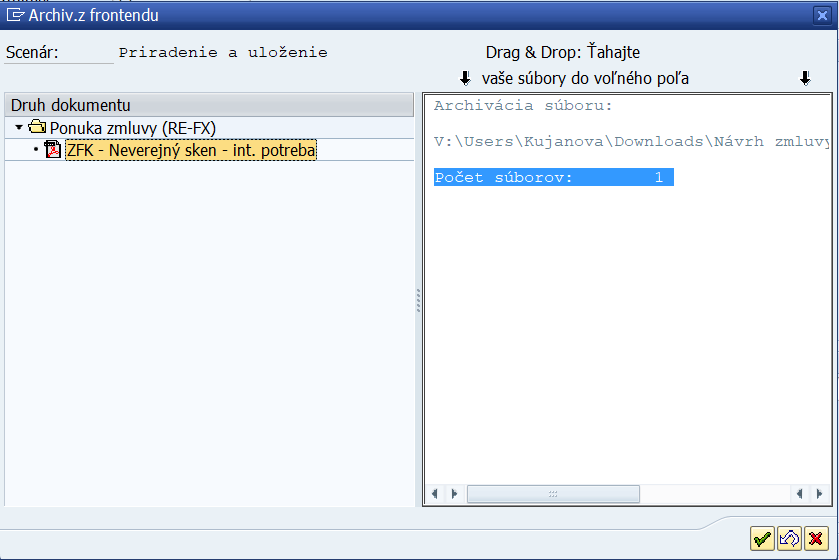 Archiv.z frontendu
Scenár: Priradenie a uloženie
Drag & Drop: Ťahajte
vaše súbory do voľného poľa
Druh dokumentu
Ponuka zmluvy (RE-FX)
ZFK - Neverejný sken - int. potreba
Archivácia súboru:
V:\Users\Kujanova\Downloads\Návrh zmluvy
Počet súborov: 1